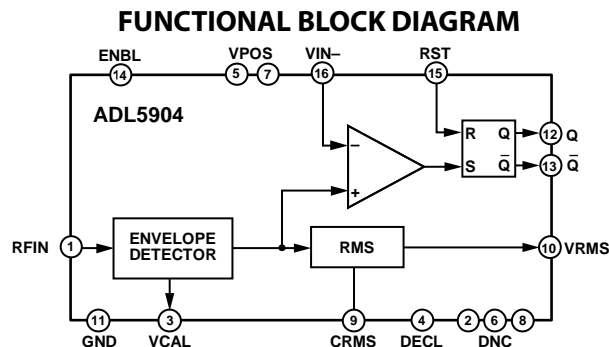 FUNCTIONAL BLOCK DIAGRAM
ENBL VPOS VIN– RST
14 5 7 16 15
ADL5904
R Q 12 Q
S Q̅ 13 Q̅
–
+
RFIN 1 ENVELOPE
DETECTOR
RMS 10 VRMS
11 3 9 4 2 6 8
GND VCAL CRMS DECL DNC